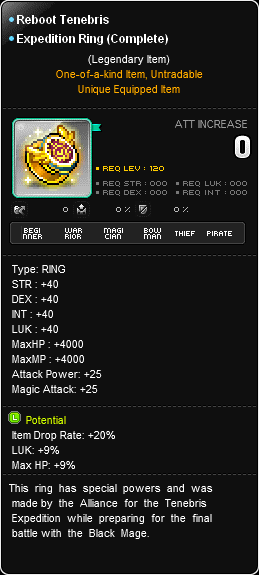 • Reboot Tenebris
• Expedition Ring (Complete)
(Legendary Item)
One-of-a-kind Item, Untradable
Unique Equipped Item
ATT INCREASE
0
• REQ LEV : 120
• REQ STR : 000 • REQ LUK : 000
• REQ DEX : 000 • REQ INT : 000
0 0 % 0 %
BEGINNER WARRIOR MAGICIAN BOWMAN THIEF PIRATE
Type: RING
STR : +40
DEX : +40
INT : +40
LUK : +40
MaxHP : +4000
MaxMP : +4000
Attack Power: +25
Magic Attack: +25
L Potential
Item Drop Rate: +20%
LUK: +9%
Max HP: +9%
This ring has special powers and was
made by the Alliance for the Tenebris
Expedition while preparing for the final
battle with the Black Mage.